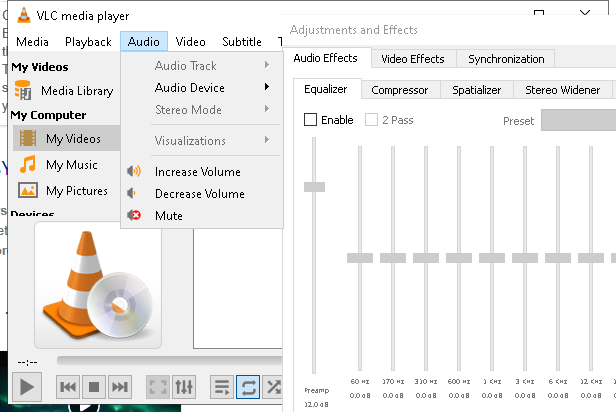 VLC media player
Media Playback Audio Video Subtitle T
My Videos
Media Library
My Computer
My Videos
My Music
My Pictures
Devices
Audio Track
Audio Device
Stereo Mode
Visualizations
Increase Volume
Decrease Volume
Mute
--:--
Adjustments and Effects
Audio Effects Video Effects Synchronization
Equalizer Compressor Spatializer Stereo Widener
Enable 2 Pass Preset
60 Hz 170 Hz 310 Hz 600 Hz 1 KHz 3 KHz 6 KHz 12 KHz
Preamp 0.0 dB 0.0 dB 0.0 dB 0.0 dB 0.0 dB 0.0 dB 0.0 dB 0.0 dB
12.0 dB